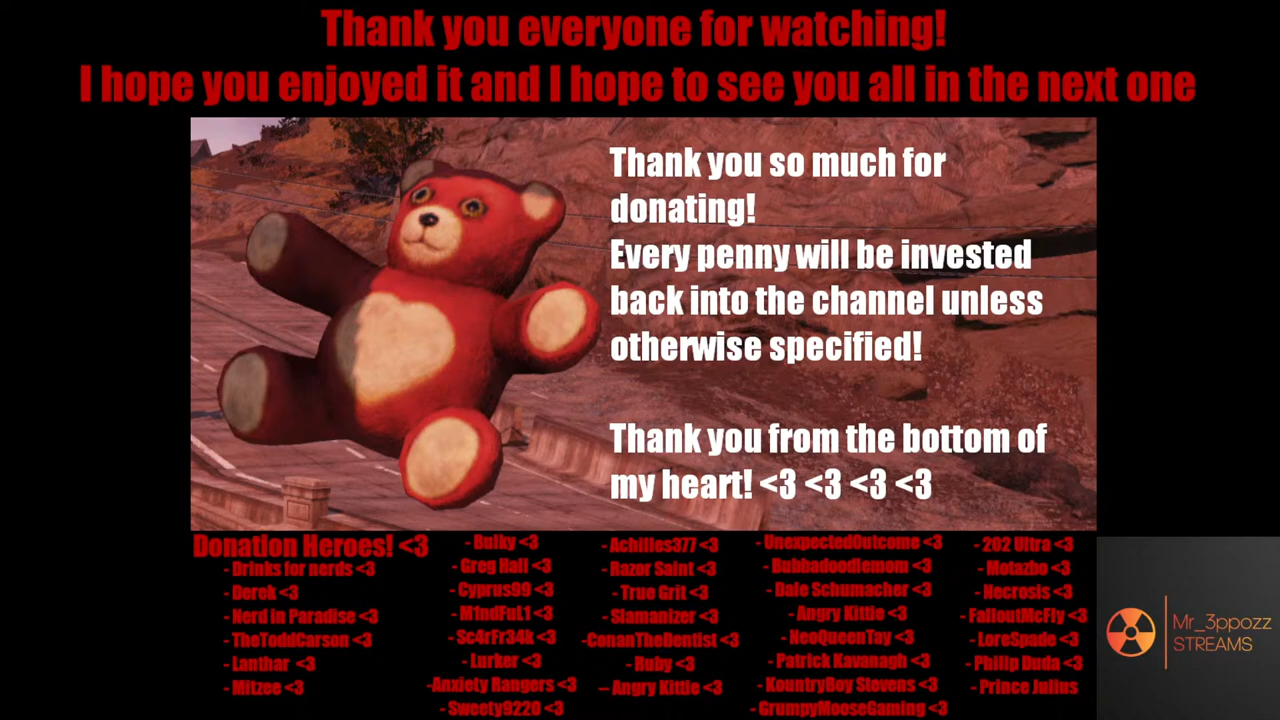 Thank you everyone for watching!
I hope you enjoyed it and I hope to see you all in the next one
Thank you so much for
donating!
Every penny will be invested
back into the channel unless
otherwise specified!
Thank you from the bottom of
my heart! <3 <3 <3 <3
Donation Heroes! <3
- Drinks for nerds <3
- Derek <3
- Nerd in Paradise <3
- TheToddCarson <3
- Lanthar <3
- Mitzee <3
- Bulky <3
- Greg Hall <3
- Cyprus99 <3
- M1ndFuL1 <3
- Sc4rFr34k <3
- Lurker <3
-Anxiety Rangers <3
- Sweety9220 <3
- Achilles377 <3
- Razor Saint <3
- True Grit <3
- Slamanizer <3
-ConanTheDentist <3
- Ruby <3
– Angry Kittie <3
- UnexpectedOutcome <3
- Bubbadoodlemom <3
- Dale Schumacher <3
- Angry Kittie <3
- NeoQueenTay <3
- Patrick Kavanagh <3
- KountryBoy Stovens <3
- GrumpyMooseGaming <3
- 202 Ultra <3
- Motazbo <3
- Necrosis <3
- FalloutMcFly <3
- LoreSpade <3
- Philip Duda <3
- Prince Julius
Mr_3ppozz
STREAMS